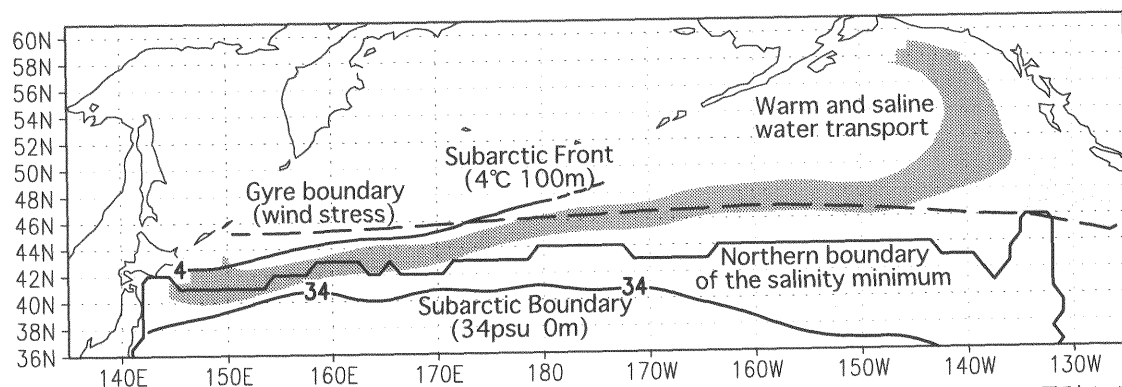 60N
58N
56N
54N
52N
50N
48N
46N
44N
42N
40N
38N
36N
Warm and saline
water transport
Subarctic Front
(4℃ 100m)
Gyre boundary
(wind stress)
4
34
34
Northern boundary
of the salinity minimum
Subarctic Boundary
(34psu 0m)
140E 150E 160E 170E 180 170W 160W 150W 140W 130W